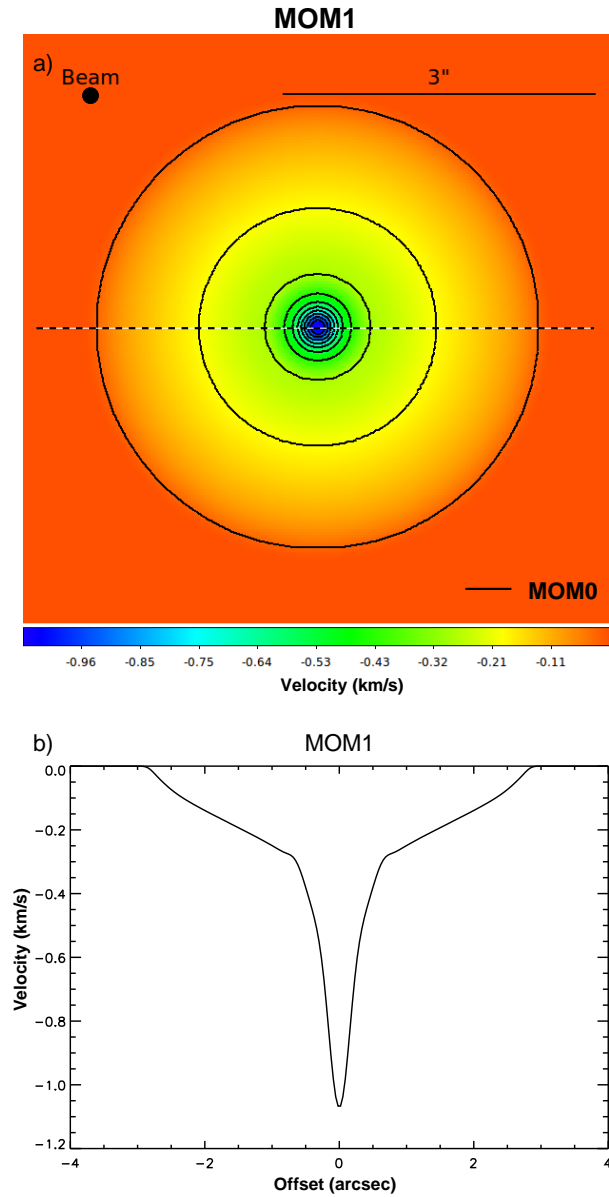 MOM1
a)
Beam
3"
MOM0
-0.96 -0.85 -0.75 -0.64 -0.53 -0.43 -0.32 -0.21 -0.11
Velocity (km/s)
b)
MOM1
0.0
−0.2
−0.4
−0.6
−0.8
−1.0
−1.2
Velocity (km/s)
−4 −2 0 2 4
Offset (arcsec)